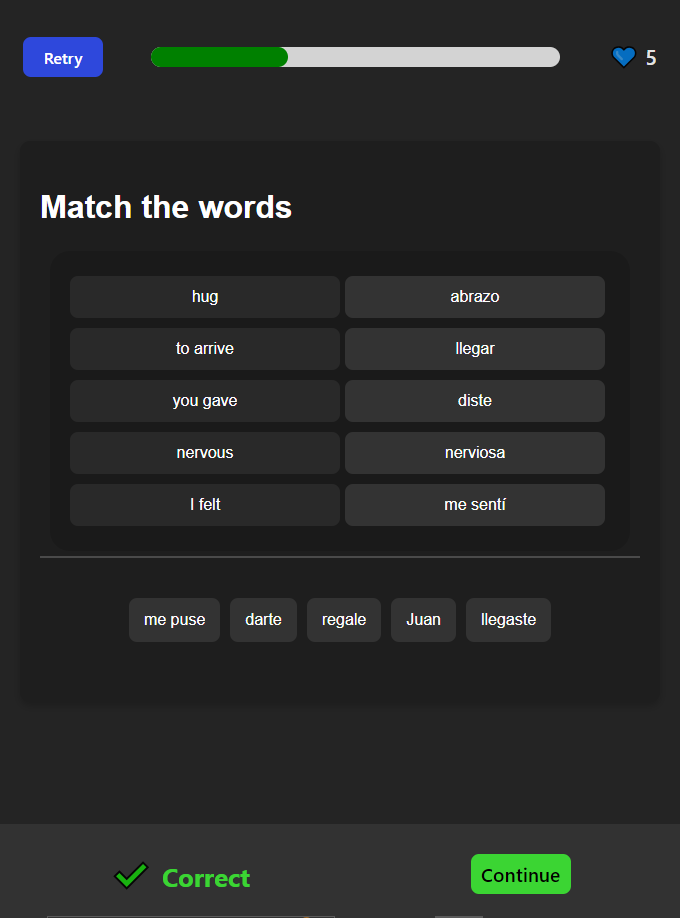 Retry 5
Match the words
hug abrazo
to arrive llegar
you gave diste
nervous nerviosa
I felt me sentí
me puse darte regale Juan llegaste
Correct Continue